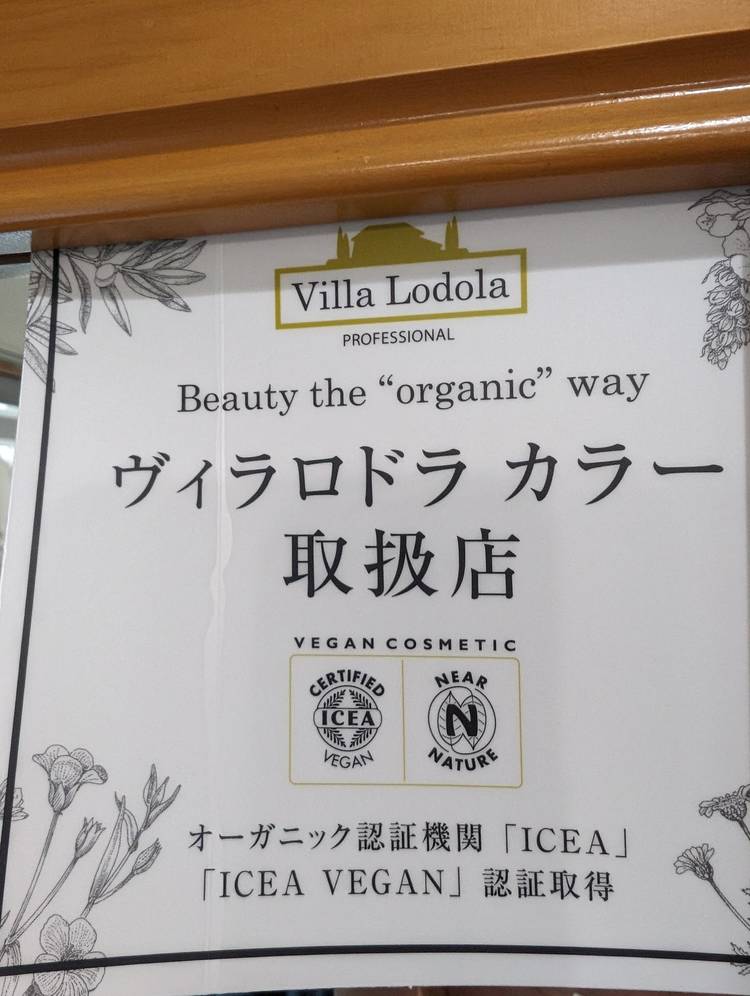 Villa Lodola
PROFESSIONAL
Beauty the “organic” way
ヴィラロドラ カラー
取扱店
VEGAN COSMETIC
CERTIFIED
ICEA
VEGAN
NEAR
N
NATURE
オーガニック認証機関「ICEA」
「ICEA VEGAN」認証取得